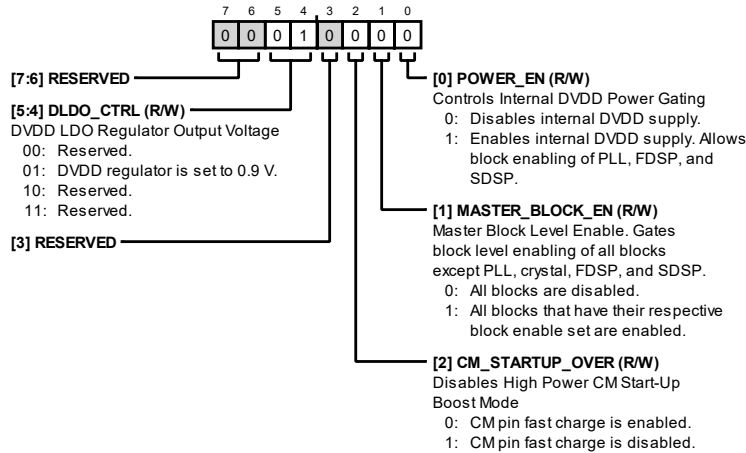 7 6 5 4 3 2 1 0
0 0 0 1 0 0 0 0
[7:6] RESERVED
[5:4] DLDO_CTRL (R/W)
DVDD LDO Regulator Output Voltage
00: Reserved.
01: DVDD regulator is set to 0.9 V.
10: Reserved.
11: Reserved.
[3] RESERVED
[0] POWER_EN (R/W)
Controls Internal DVDD Power Gating
0: Disables internal DVDD supply.
1: Enables internal DVDD supply. Allows
block enabling of PLL, FDSP, and
SDSP.
[1] MASTER_BLOCK_EN (R/W)
Master Block Level Enable. Gates
block level enabling of all blocks
except PLL, crystal, FDSP, and SDSP.
0: All blocks are disabled.
1: All blocks that have their respective
block enable set are enabled.
[2] CM_STARTUP_OVER (R/W)
Disables High Power CM Start-Up
Boost Mode
0: CM pin fast charge is enabled.
1: CM pin fast charge is disabled.